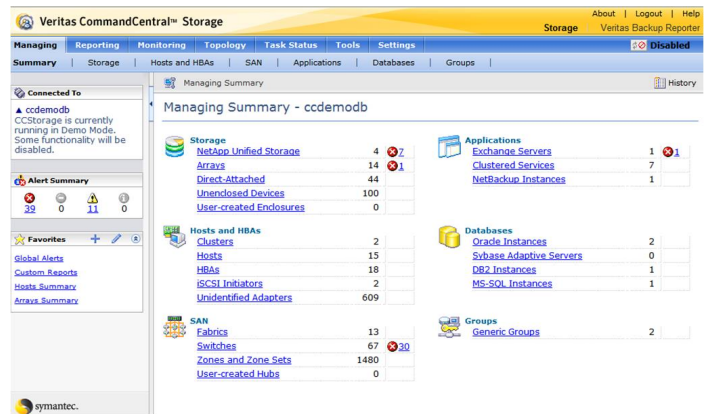 Veritas CommandCentral™ Storage
About | Logout | Help
Storage Veritas Backup Reporter
Managing Reporting Monitoring Topology Task Status Tools Settings Disabled
Summary | Storage | Hosts and HBAs | SAN | Applications | Databases | Groups |
Connected To
▲ ccdemodb
CCStorage is currently
running in Demo Mode.
Some functionality will be
disabled.
Alert Summary
39 0 11 0
Favorites
Global Alerts
Custom Reports
Hosts Summary
Arrays Summary
symantec.
Managing Summary
History
Managing Summary - ccdemodb
Storage
NetApp Unified Storage 4 7
Arrays 14 1
Direct-Attached 44
Unenclosed Devices 100
User-created Enclosures 0
Applications
Exchange Servers 1 1
Clustered Services 7
NetBackup Instances 1
Hosts and HBAs
Clusters 2
Hosts 15
HBAs 18
iSCSI Initiators 2
Unidentified Adapters 609
Databases
Oracle Instances 2
Sybase Adaptive Servers 0
DB2 Instances 1
MS-SQL Instances 1
SAN
Fabrics 13
Switches 67 30
Zones and Zone Sets 1480
User-created Hubs 0
Groups
Generic Groups 2